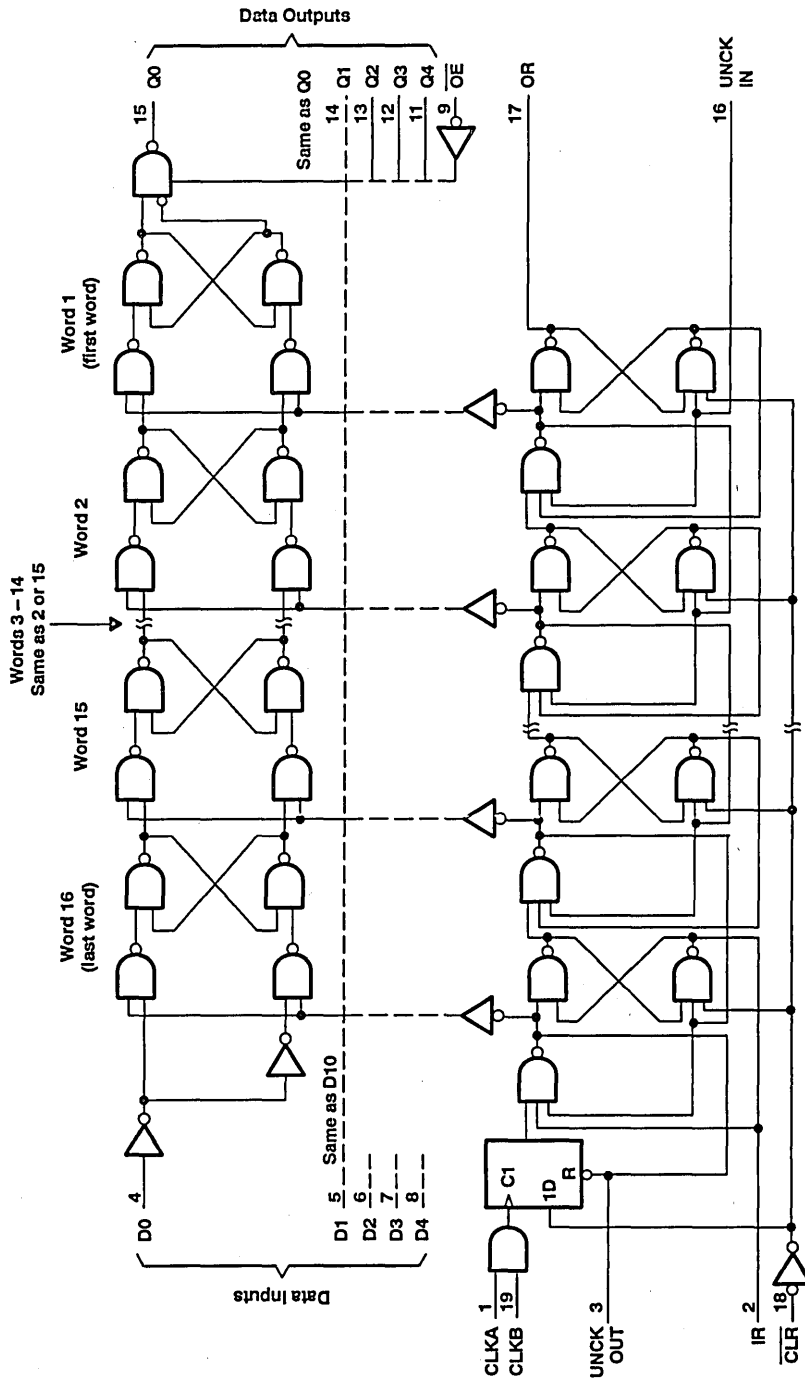 Data Outputs
15 Q0
Same as Q0
14 Q1
13 Q2
12 Q3
11 Q4
9 OE
17 OR
16 UNCK
IN
Word 1
(first word)
Word 2
Words 3 – 14
Same as 2 or 15
Word 15
Word 16
(last word)
D0 4
Same as D10
D1 5
D2 6
D3 7
D4 8
Data Inputs
CLKA 1
CLKB 19
C1
1D
R
UNCK 3
OUT
IR 2
CLR 18